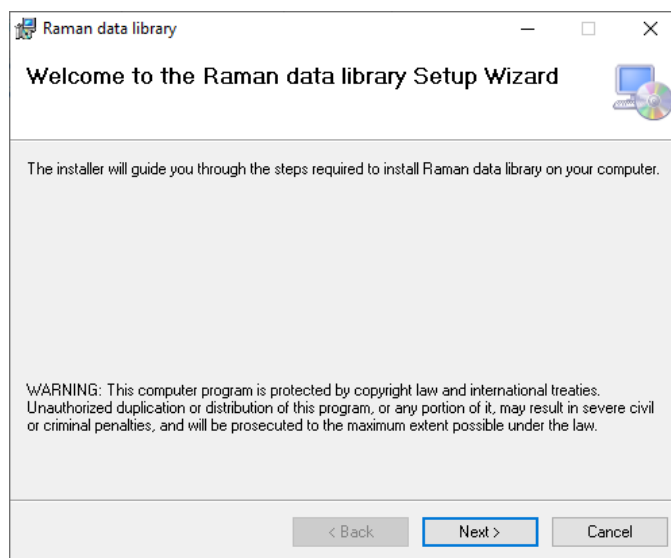 Raman data library
Welcome to the Raman data library Setup Wizard
The installer will guide you through the steps required to install Raman data library on your computer.
WARNING: This computer program is protected by copyright law and international treaties.
Unauthorized duplication or distribution of this program, or any portion of it, may result in severe civil
or criminal penalties, and will be prosecuted to the maximum extent possible under the law.
< Back
Next >
Cancel